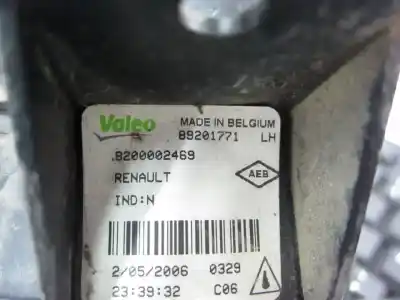 Valeo MADE IN BELGIUM
89201771 LH
.8200002469
RENAULT AEB
IND:N
2/05/2006 0329
23:39:32 C06